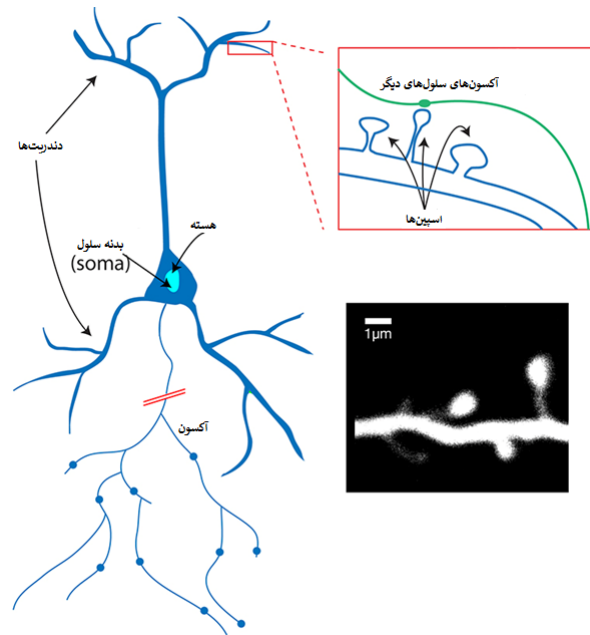 آکسون‌های سلول‌های دیگر
دندریت‌ها
اسپین‌ها
هسته
بدنه سلول
(soma)
1µm
آکسون